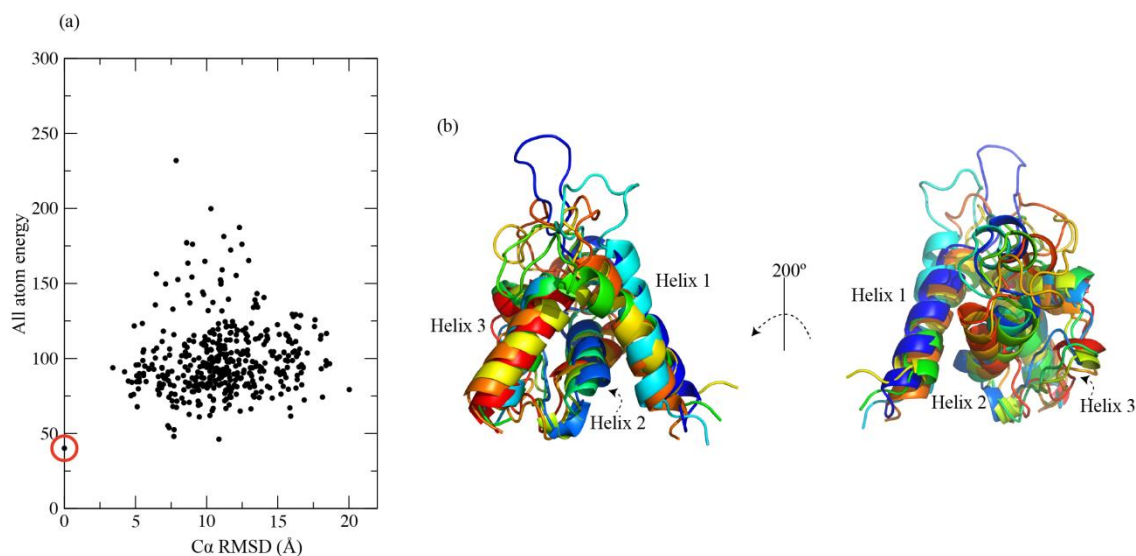 (a)
300
250
200
150
100
50
0
All atom energy
0
5
10
15
20
Cα RMSD (Å)
(b)
Helix 1
Helix 3
Helix 2
200º
Helix 1
Helix 2
Helix 3